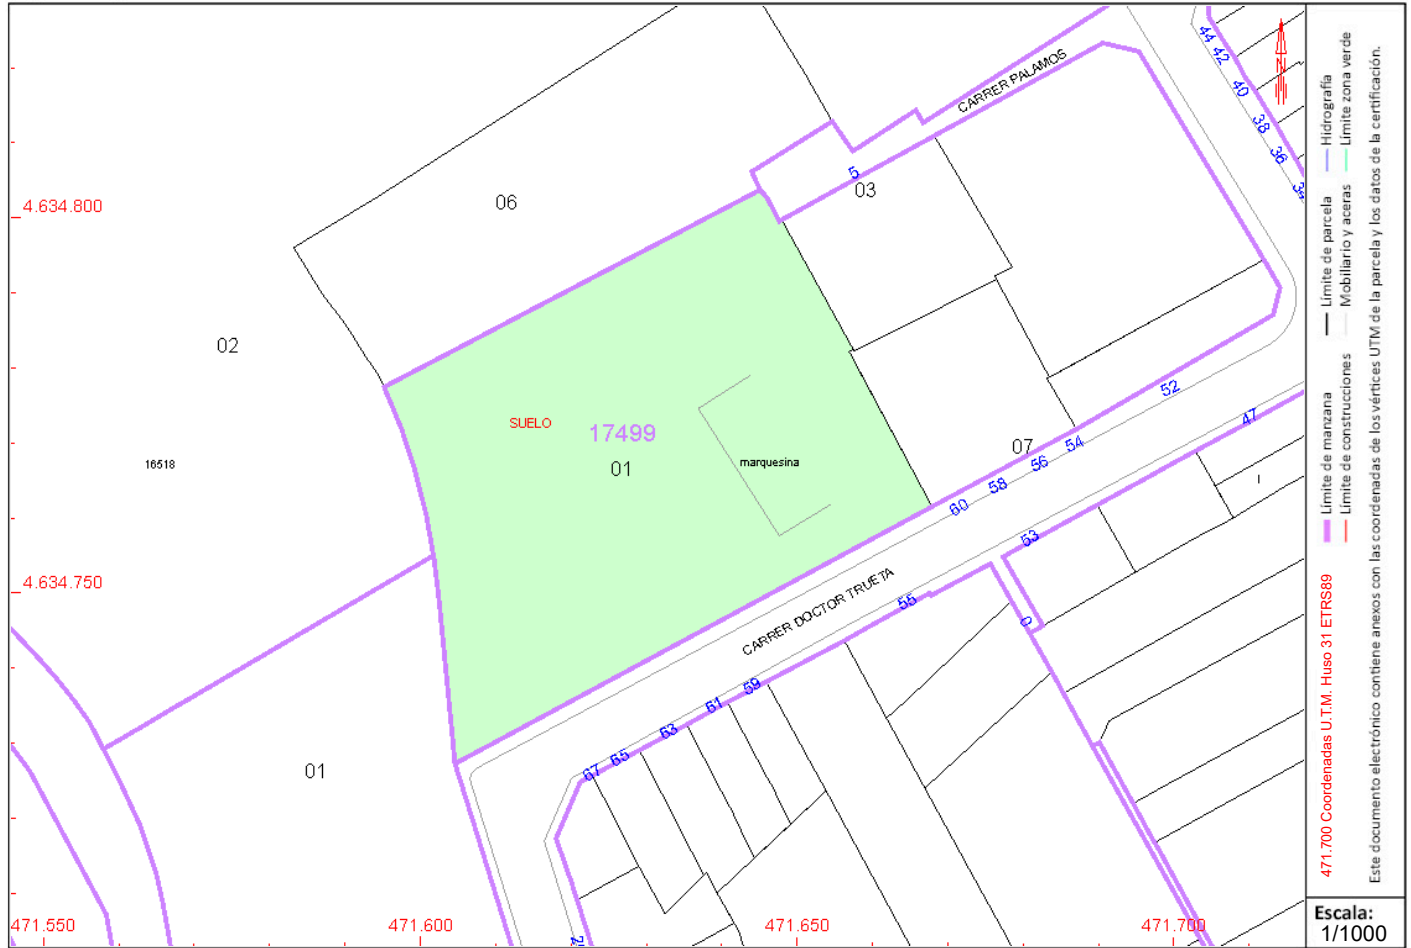 CARRER PALAMOS
44
42
40
38
36
5
03
06
4.634.800
02
SUELO
17499
01
marquesina
16518
52
47
07
54
56
58
60
53
4.634.750
CARRER DOCTOR TRUETA
55
0
59
61
63
65
67
01
471.550
471.600
471.650
471.700
Hidrografía
Límite zona verde
Límite de parcela
Mobiliario y aceras
Límite de manzana
Límite de construcciones
471.700 Coordenadas U.T.M. Huso 31 ETRS89
Este documento electrónico contiene anexos con las coordenadas de los vértices UTM de la parcela y los datos de la certificación.
Escala:
1/1000